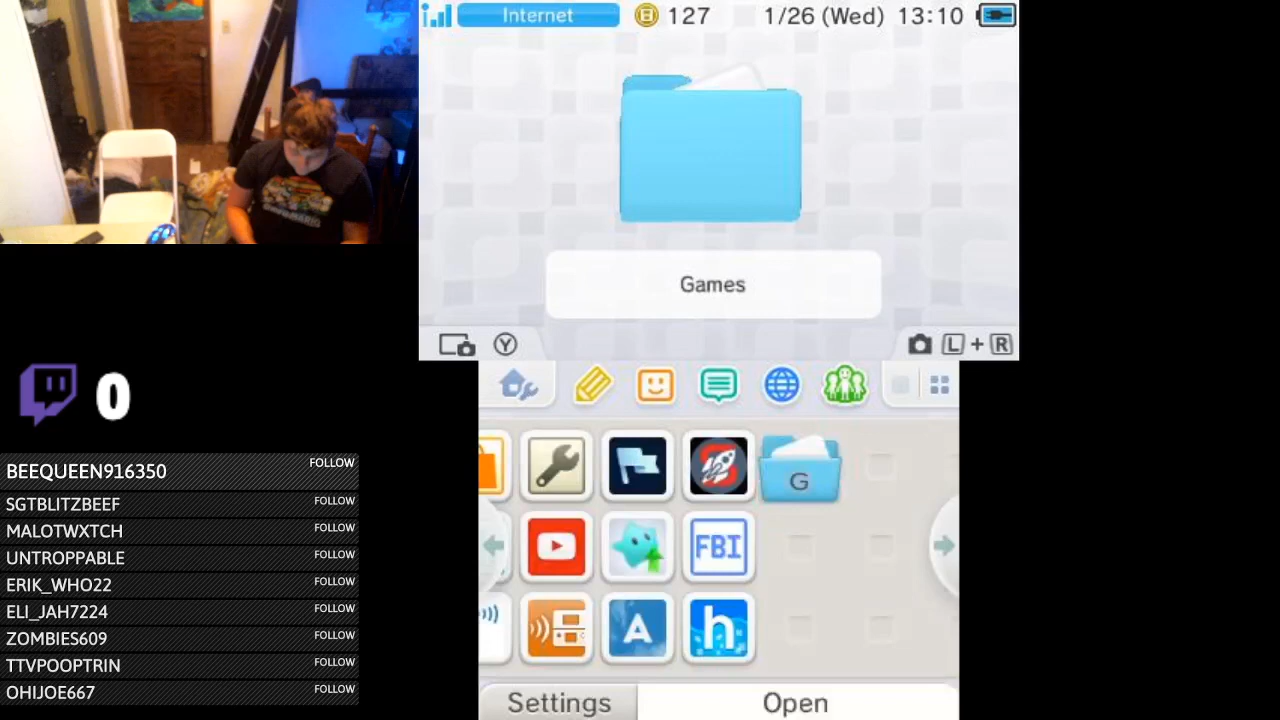 Internet
127
1/26 (Wed) 13:10
Games
Y
L + R
G
FBI
A
h
Settings
Open
0
BEEQUEEN916350 FOLLOW
SGTBLITZBEEF FOLLOW
MALOTWXTCH FOLLOW
UNTROPPABLE FOLLOW
ERIK_WHO22 FOLLOW
ELI_JAH7224 FOLLOW
ZOMBIES609 FOLLOW
TTVPOOPTRIN FOLLOW
OHIJOE667 FOLLOW